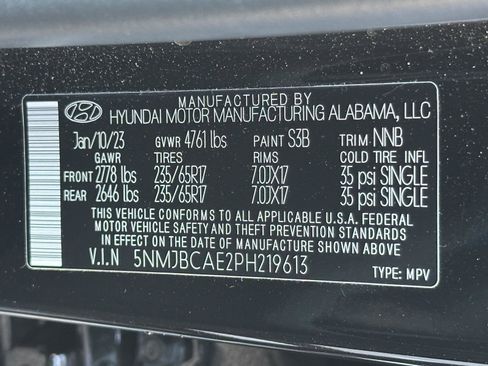 MANUFACTURED BY
HYUNDAI MOTOR MANUFACTURING ALABAMA, LLC
Jan/10/23 GVWR 4761 lbs PAINT S3B TRIM NNB
GAWR TIRES RIMS COLD TIRE INFL
FRONT 2778 lbs 235/65R17 7.0JX17 35 psi SINGLE
REAR 2646 lbs 235/65R17 7.0JX17 35 psi SINGLE
THIS VEHICLE CONFORMS TO ALL APPLICABLE U.S.A. FEDERAL
MOTOR VEHICLE SAFETY AND THEFT PREVENTION STANDARDS
IN EFFECT ON THE DATE OF MANUFACTURE SHOWN ABOVE
V.I.N 5NMJBCAE2PH219613
TYPE: MPV